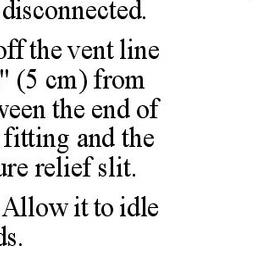 disconnected.
off the vent line
" (5 cm) from
ween the end of
fitting and the
ure relief slit.
Allow it to idle
ds.